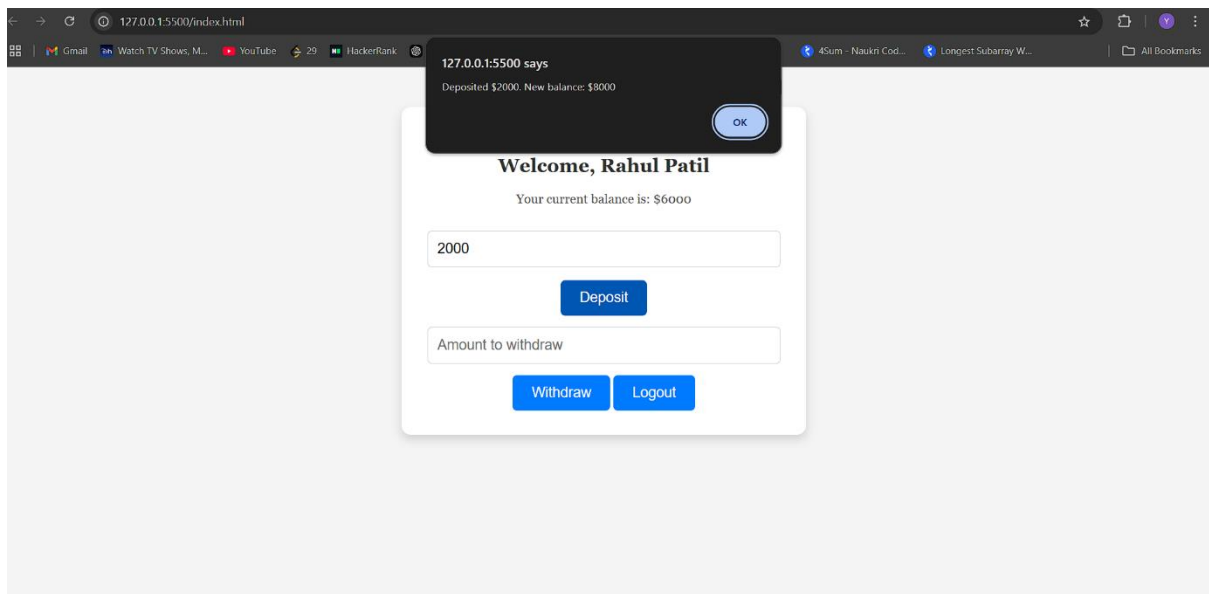 127.0.0.1:5500/index.html
Gmail Watch TV Shows, M... YouTube 29 HackerRank 4Sum - Naukri Cod... Longest Subarray W... All Bookmarks
127.0.0.1:5500 says
Deposited $2000. New balance: $8000
OK
Welcome, Rahul Patil
Your current balance is: $6000
2000
Deposit
Amount to withdraw
Withdraw Logout